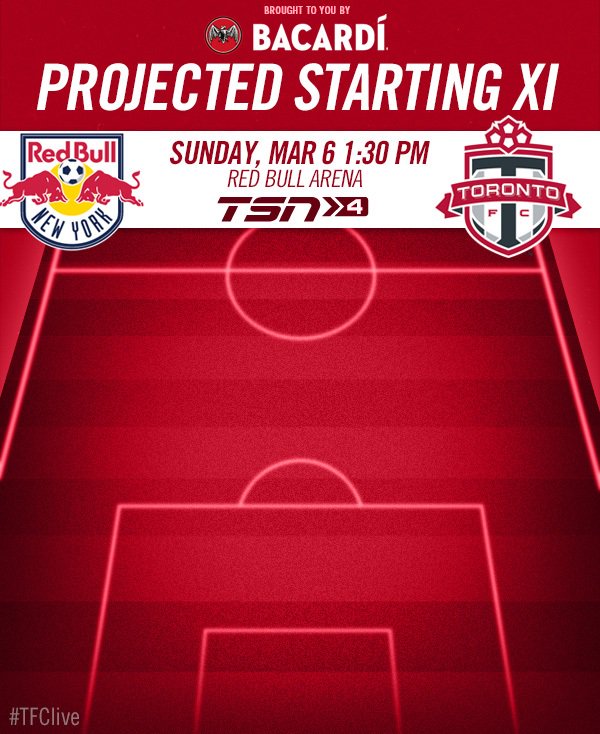 BROUGHT TO YOU BY
BACARDÍ
PROJECTED STARTING XI
SUNDAY, MAR 6 1:30 PM
RED BULL ARENA
TSN 4
Red Bull
NEW YORK
TORONTO
FC
#TFClive